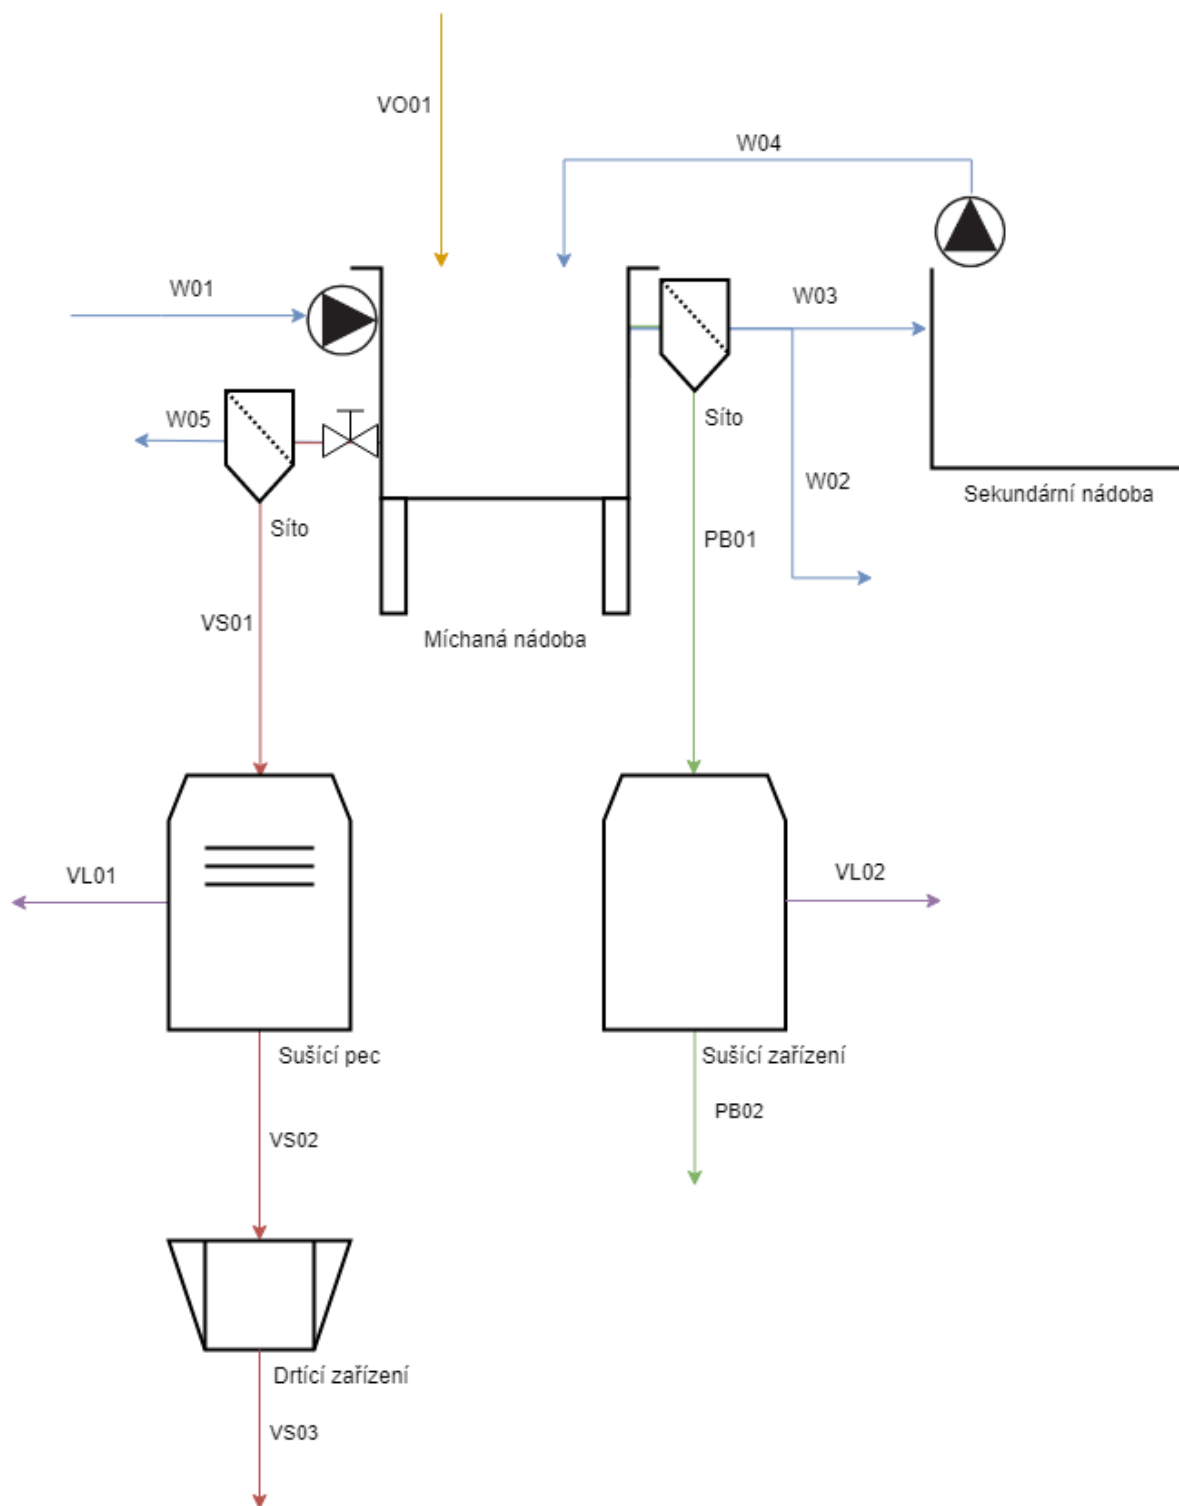 VO01
W04
W01
W03
W05
Síto
Síto
W02
Sekundární nádoba
PB01
VS01
Míchaná nádoba
VL01
VL02
Sušící pec
Sušící zařízení
PB02
VS02
Drtící zařízení
VS03